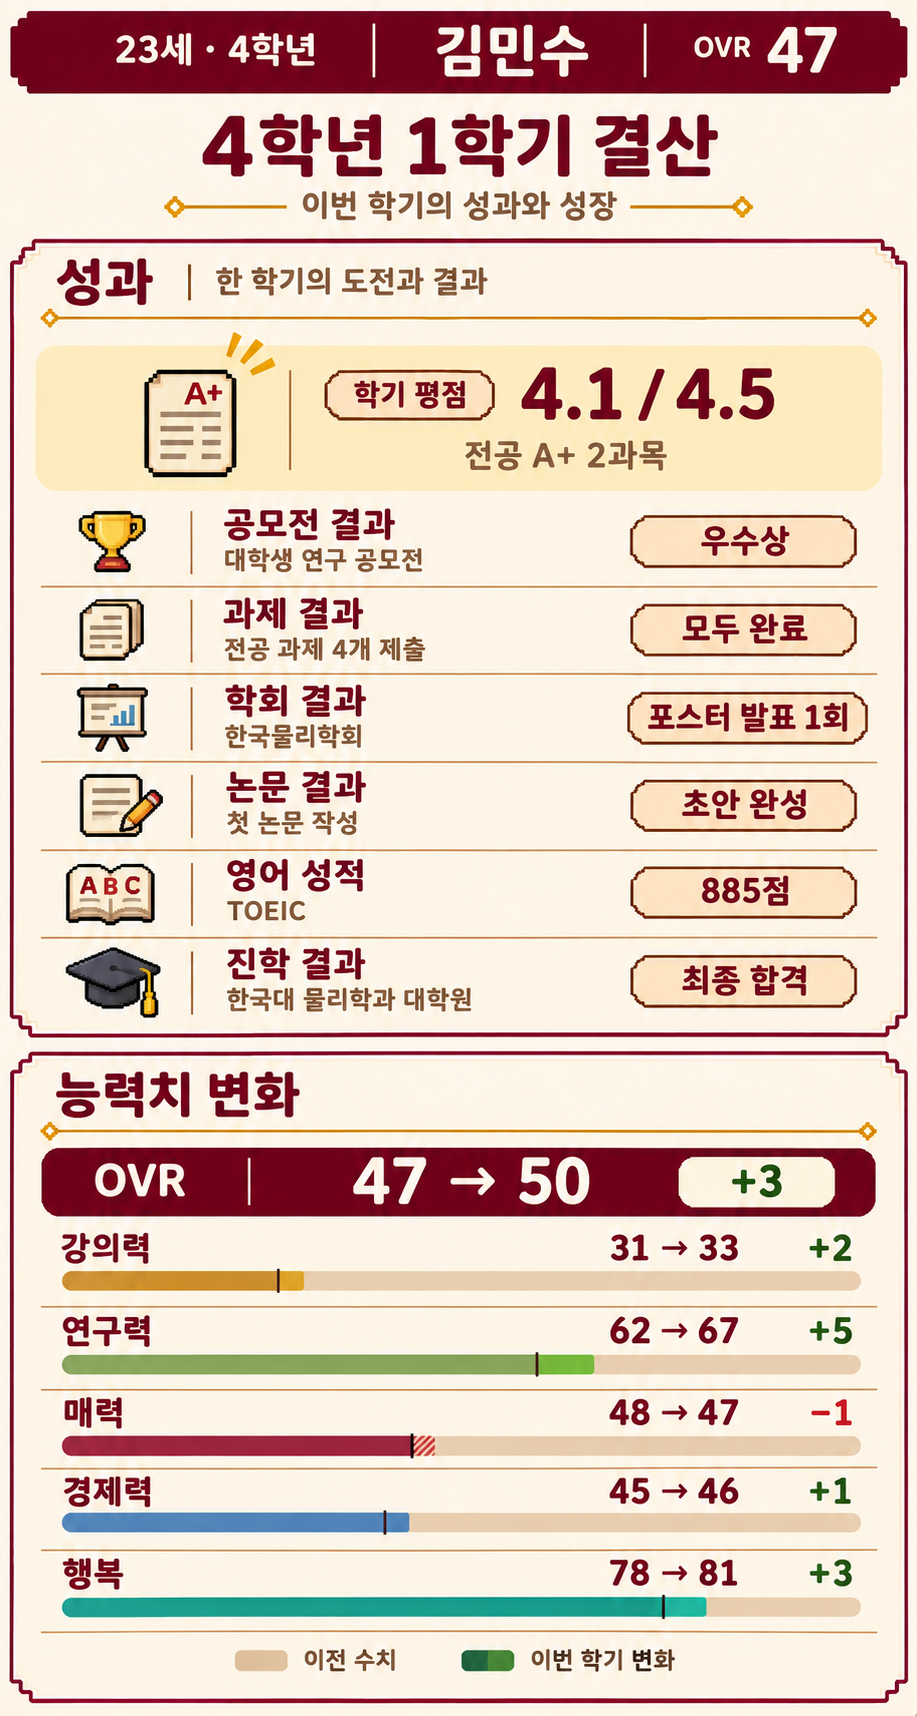 23세 · 4학년 | 김민수 | OVR 47
4학년 1학기 결산
이번 학기의 성과와 성장
성과 | 한 학기의 도전과 결과
A+
학기 평점 4.1 / 4.5
전공 A+ 2과목
공모전 결과
대학생 연구 공모전
우수상
과제 결과
전공 과제 4개 제출
모두 완료
학회 결과
한국물리학회
포스터 발표 1회
논문 결과
첫 논문 작성
초안 완성
A B C
영어 성적
TOEIC
885점
진학 결과
한국대 물리학과 대학원
최종 합격
능력치 변화
OVR | 47 → 50 +3
강의력 31 → 33 +2
연구력 62 → 67 +5
매력 48 → 47 −1
경제력 45 → 46 +1
행복 78 → 81 +3
이전 수치 이번 학기 변화